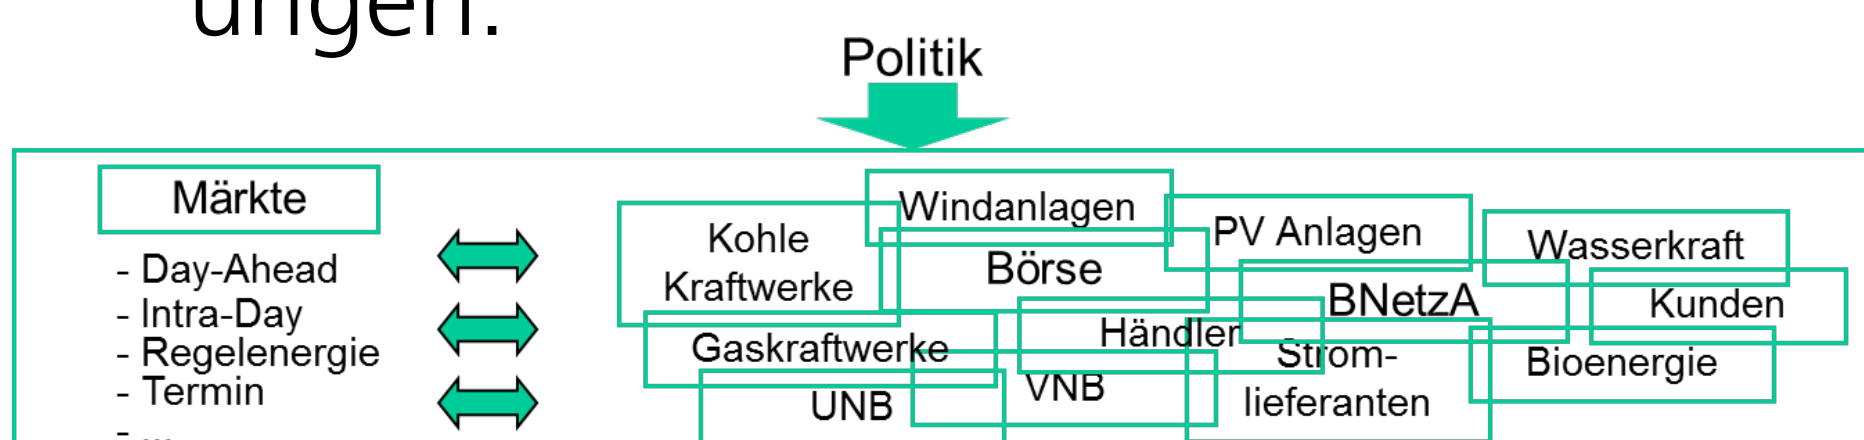 ungen.
Politik
Märkte
- Day-Ahead
- Intra-Day
- Regelenergie
- Termin
- ...
Windanlagen
Kohle
Kraftwerke
PV Anlagen
Wasserkraft
Börse
BNetzA
Kunden
Händler
Gaskraftwerke
Strom-
lieferanten
Bioenergie
VNB
UNB